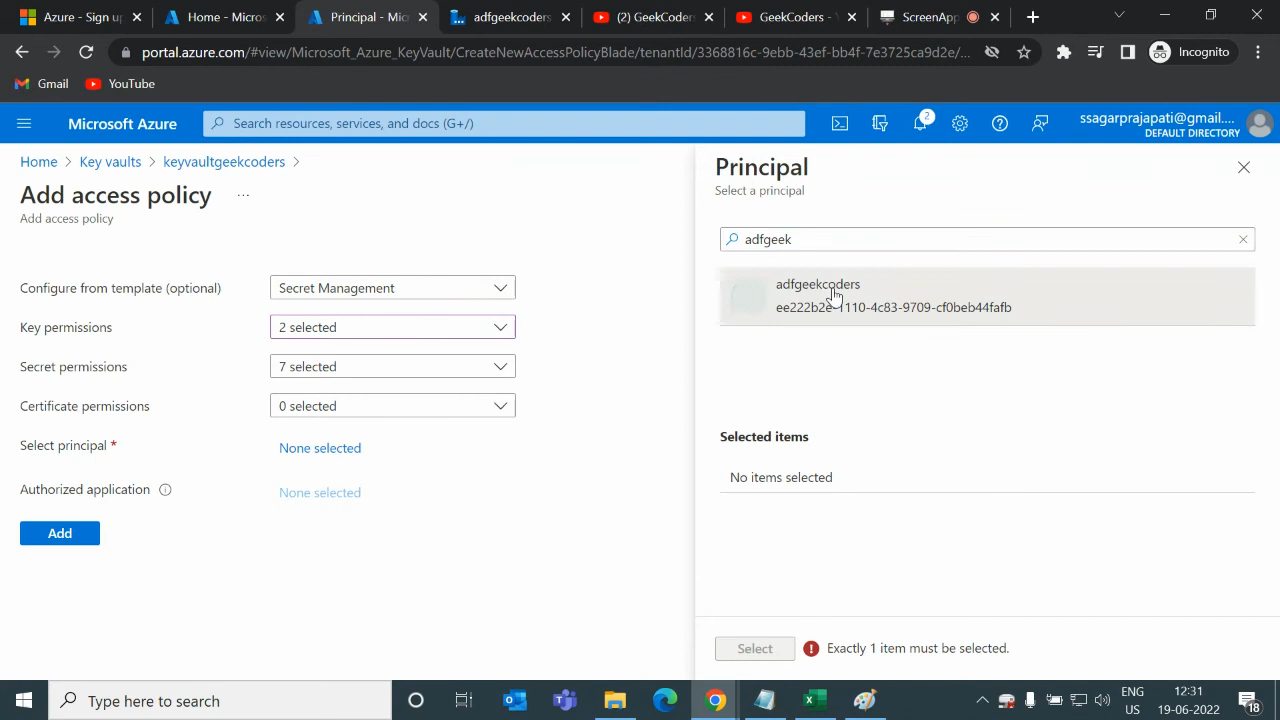 Azure - Sign up
Home - Microso
Principal - Mic
adfgeekcoders
(2) GeekCoders
GeekCoders - Y
ScreenApp
portal.azure.com/#view/Microsoft_Azure_KeyVault/CreateNewAccessPolicyBlade/tenantId/3368816c-9ebb-43ef-bb4f-7e3725ca9d2e/...
Incognito
Gmail
YouTube
Microsoft Azure
Search resources, services, and docs (G+/)
2
ssagarprajapati@gmail....
DEFAULT DIRECTORY
Home > Key vaults > keyvaultgeekcoders >
Add access policy ...
Add access policy
Configure from template (optional) Secret Management
Key permissions 2 selected
Secret permissions 7 selected
Certificate permissions 0 selected
Select principal * None selected
Authorized application None selected
Add
Principal
Select a principal
adfgeek
adfgeekcoders
ee222b2e-1110-4c83-9709-cf0beb44fafb
Selected items
No items selected
Select Exactly 1 item must be selected.
Type here to search
ENG
US
12:31
19-06-2022
18